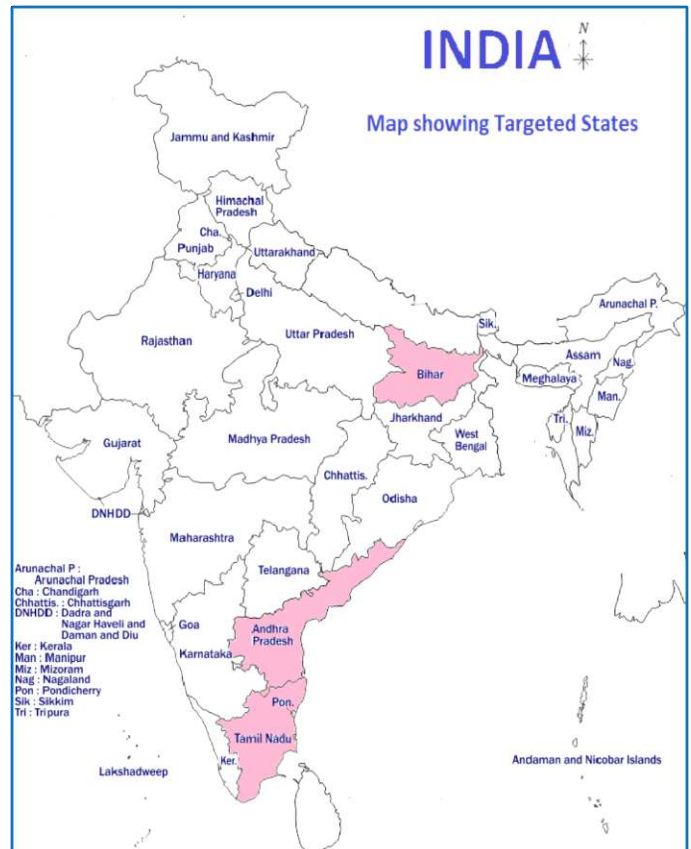 INDIA
N
Map showing Targeted States
Jammu and Kashmir
Himachal
Pradesh
Cha.
Punjab
Uttarakhand
Haryana
Delhi
Arunachal P.
Rajasthan
Uttar Pradesh
Sik.
Assam
Nag.
Bihar
Meghalaya
Man.
Jharkhand
Tri.
Miz.
Gujarat
Madhya Pradesh
West
Bengal
Chhattis.
Odisha
DNHDD
Maharashtra
Telangana
Arunachal P :
Arunachal Pradesh
Cha : Chandigarh
Chhattis. : Chhattisgarh
DNHDD : Dadra and
Nagar Haveli and
Daman and Diu
Ker : Kerala
Man : Manipur
Miz : Mizoram
Nag : Nagaland
Pon : Pondicherry
Sik : Sikkim
Tri : Tripura
Goa
Karnataka
Andhra
Pradesh
Pon.
Tamil Nadu
Ker.
Lakshadweep
Andaman and Nicobar Islands